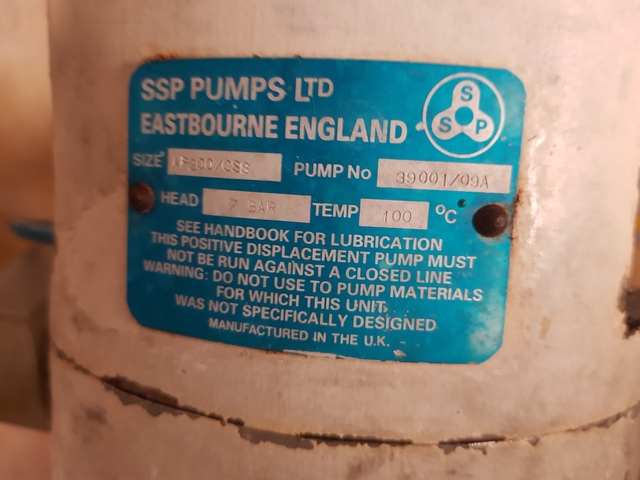 SSP PUMPS LTD
EASTBOURNE ENGLAND
S
S P
SIZE PUMP No 39001/09A
HEAD 7 BAR TEMP 100 °C
SEE HANDBOOK FOR LUBRICATION
THIS POSITIVE DISPLACEMENT PUMP MUST
NOT BE RUN AGAINST A CLOSED LINE
WARNING: DO NOT USE TO PUMP MATERIALS
FOR WHICH THIS UNIT
WAS NOT SPECIFICALLY DESIGNED
MANUFACTURED IN THE U.K.